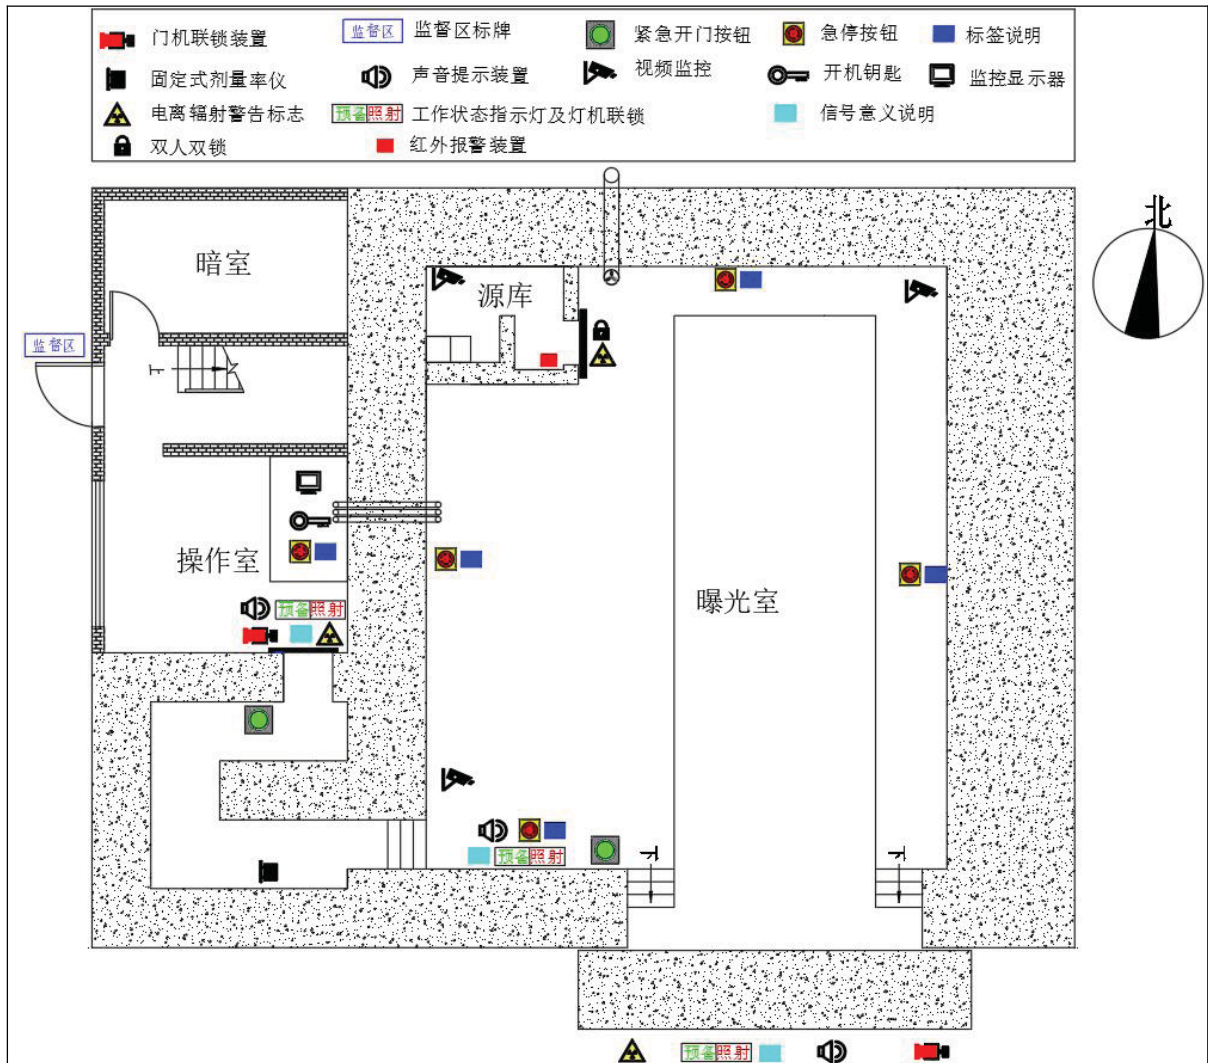 门机联锁装置 监督区 监督区标牌 紧急开门按钮 急停按钮 标签说明
固定式剂量率仪 声音提示装置 视频监控 开机钥匙 监控显示器
电离辐射警告标志 预备 照射 工作状态指示灯及灯机联锁 信号意义说明
双人双锁 红外报警装置
北
暗室
源库
监督区
下
操作室
曝光室
预备 照射
预备 照射
下
下
预备 照射